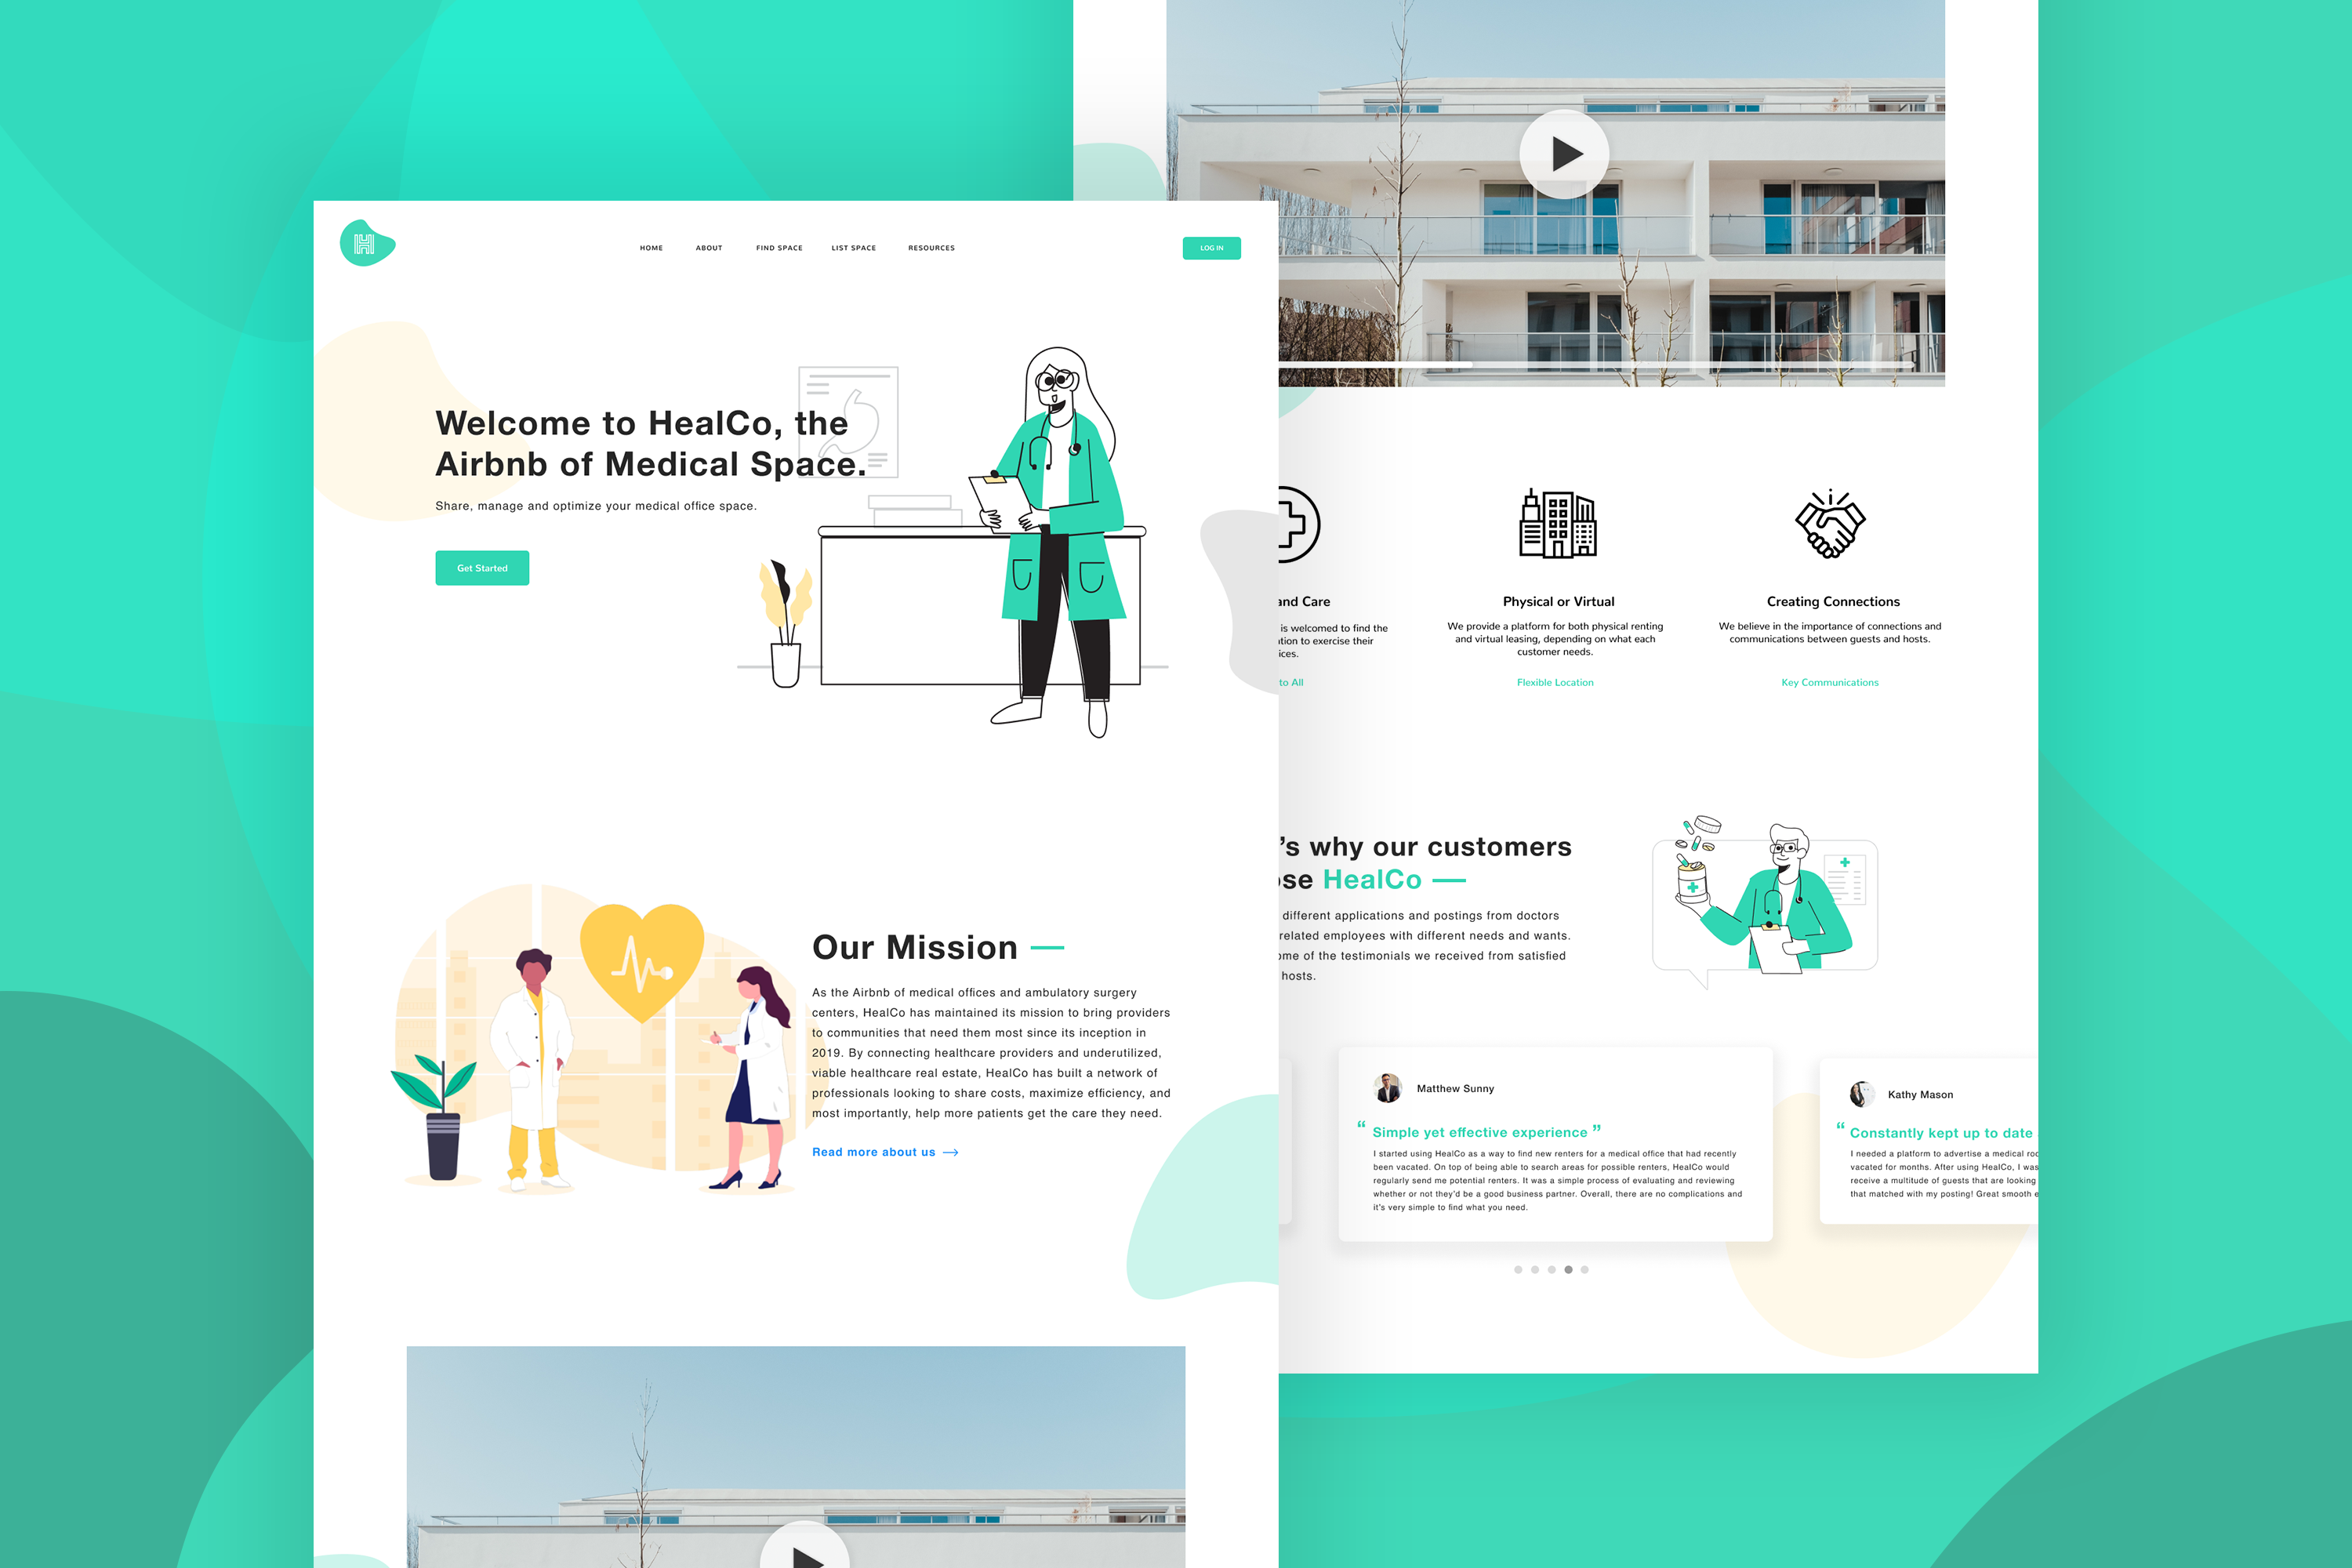 H
HOME ABOUT FIND SPACE LIST SPACE RESOURCES
LOG IN
Welcome to HealCo, the
Airbnb of Medical Space.
Share, manage and optimize your medical office space.
Get Started
Our Mission
As the Airbnb of medical offices and ambulatory surgery
centers, HealCo has maintained its mission to bring providers
to communities that need them most since its inception in
2019. By connecting healthcare providers and underutilized,
viable healthcare real estate, HealCo has built a network of
professionals looking to share costs, maximize efficiency, and
most importantly, help more patients get the care they need.
Read more about us
and Care
is welcomed to find the
to exercise their
to All
Physical or Virtual
We provide a platform for both physical renting
and virtual leasing, depending on what each
customer needs.
Flexible Location
Creating Connections
We believe in the importance of connections and
communications between guests and hosts.
Key Communications
's why our customers
HealCo
different applications and postings from doctors
related employees with different needs and wants.
of the testimonials we received from satisfied
hosts.
Matthew Sunny
“ Simple yet effective experience ”
I started using HealCo as a way to find new renters for a medical office that had recently
been vacated. On top of being able to search areas for possible renters, HealCo would
regularly send me potential renters. It was a simple process of evaluating and reviewing
whether or not they'd be a good business partner. Overall, there are no complications and
it's very simple to find what you need.
Kathy Mason
“ Constantly kept up to date
I needed a platform to advertise a medical
vacated for months. After using HealCo, I was
receive a multitude of guests that are looking
that matched with my posting! Great smooth